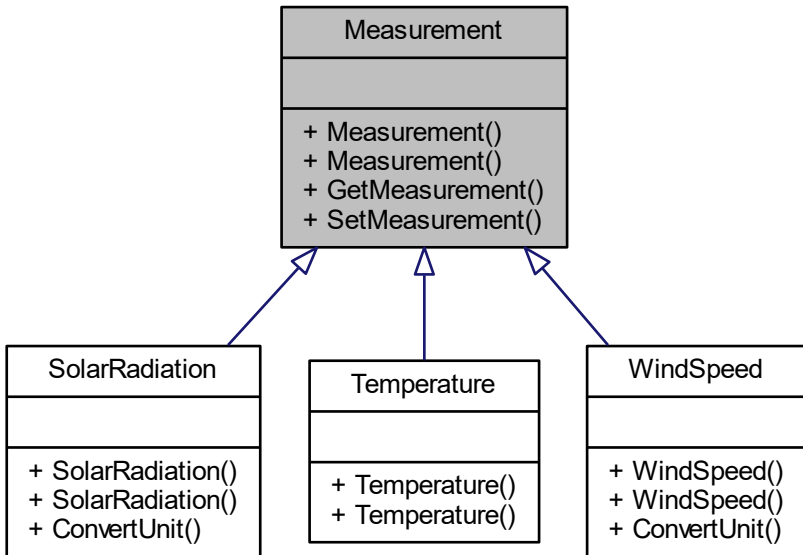 Measurement
+ Measurement()
+ Measurement()
+ GetMeasurement()
+ SetMeasurement()
SolarRadiation
+ SolarRadiation()
+ SolarRadiation()
+ ConvertUnit()
Temperature
+ Temperature()
+ Temperature()
WindSpeed
+ WindSpeed()
+ WindSpeed()
+ ConvertUnit()